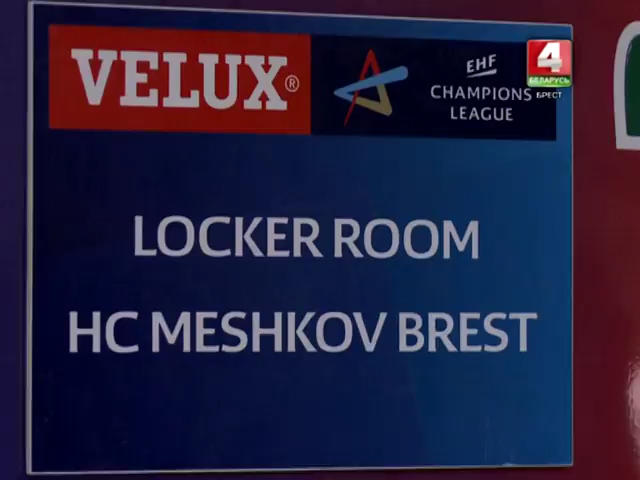 VELUX®
EHF
CHAMPIONS
LEAGUE
4
БЕЛАРУСЬ
БРЕСТ
LOCKER ROOM
HC MESHKOV BREST